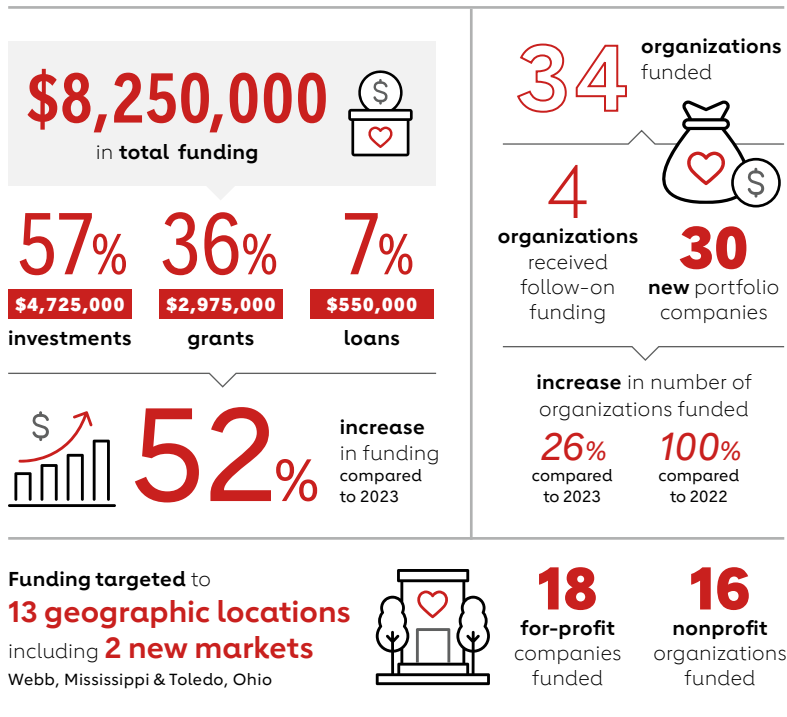 $8,250,000
in total funding
57%
$4,725,000
investments
36%
$2,975,000
grants
7%
$550,000
loans
$
52%
increase
in funding
compared
to 2023
34
organizations
funded
$
4
organizations
received
follow-on
funding
$
30
new portfolio
companies
increase in number of
organizations funded
26%
compared
to 2023
100%
compared
to 2022
Funding targeted to
13 geographic locations
including 2 new markets
Webb, Mississippi & Toledo, Ohio
18
for-profit
companies
funded
16
nonprofit
organizations
funded